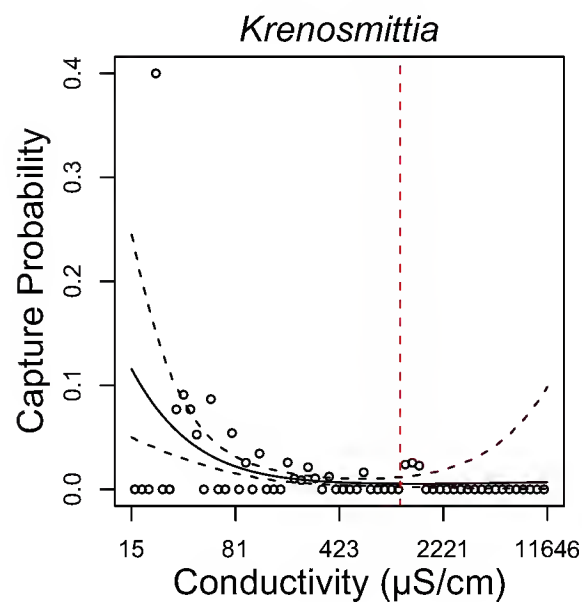 Krenosmittia
0.4
0.3
0.2
0.1
0.0
Capture Probability
15 81 423 2221 11646
Conductivity (µS/cm)